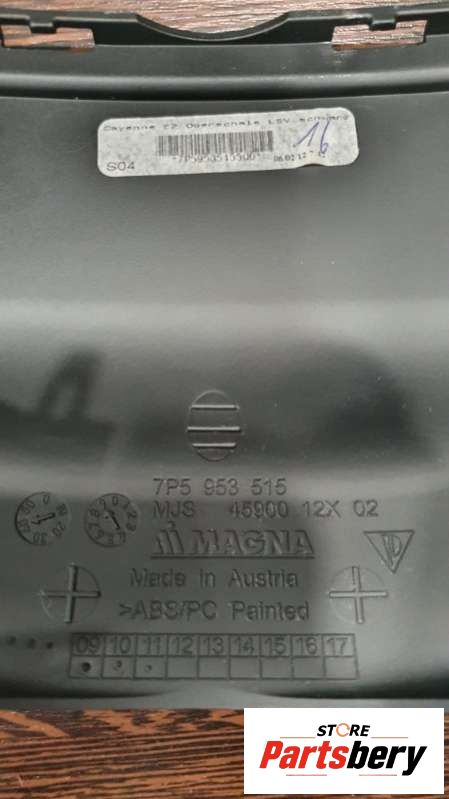 Cayenne E2 Oberschale LSV schwarz
16
S04
7P5953515
7P5 953 515
MJS 45900 12X 02
MAGNA
Made in Austria
>ABS/PC Painted
09 10 11 12 13 14 15 16 17
STORE
Partsbery